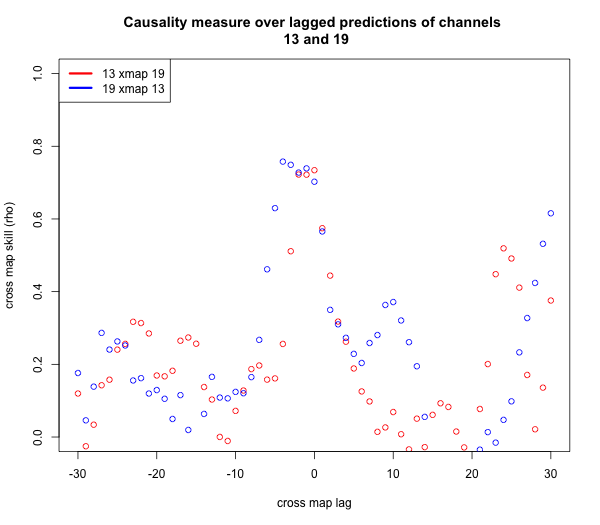 Causality measure over lagged predictions of channels
13 and 19
13 xmap 19
19 xmap 13
cross map skill (rho)
1.0
0.8
0.6
0.4
0.2
0.0
-30 -20 -10 0 10 20 30
cross map lag